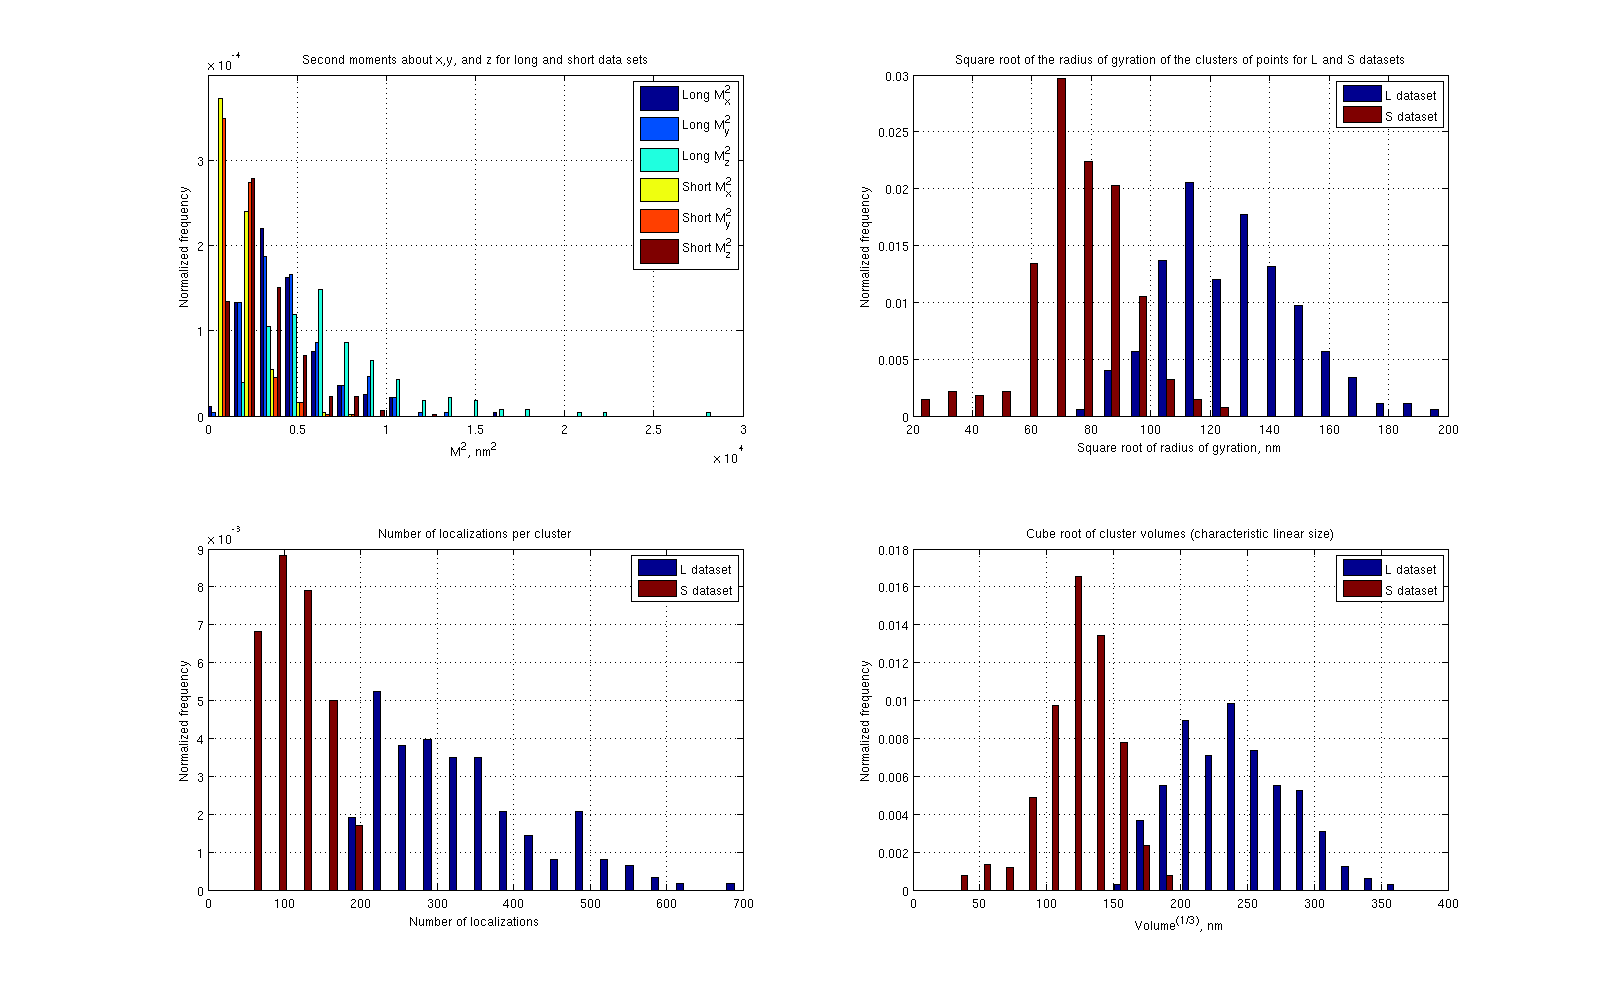 Second moments about x,y, and z for long and short data sets
x 10^-4
Normalized frequency
3
2
1
0
0 0.5 1 1.5 2 2.5 3
M^2, nm^2
x 10^4
Long M_x^2
Long M_y^2
Long M_z^2
Short M_x^2
Short M_y^2
Short M_z^2
Square root of the radius of gyration of the clusters of points for L and S datasets
Normalized frequency
0.03
0.025
0.02
0.015
0.01
0.005
0
20 40 60 80 100 120 140 160 180 200
Square root of radius of gyration, nm
L dataset
S dataset
Number of localizations per cluster
x 10^-3
Normalized frequency
9
8
7
6
5
4
3
2
1
0
0 100 200 300 400 500 600 700
Number of localizations
L dataset
S dataset
Cube root of cluster volumes (characteristic linear size)
Normalized frequency
0.018
0.016
0.014
0.012
0.01
0.008
0.006
0.004
0.002
0
0 50 100 150 200 250 300 350 400
Volume^(1/3), nm
L dataset
S dataset